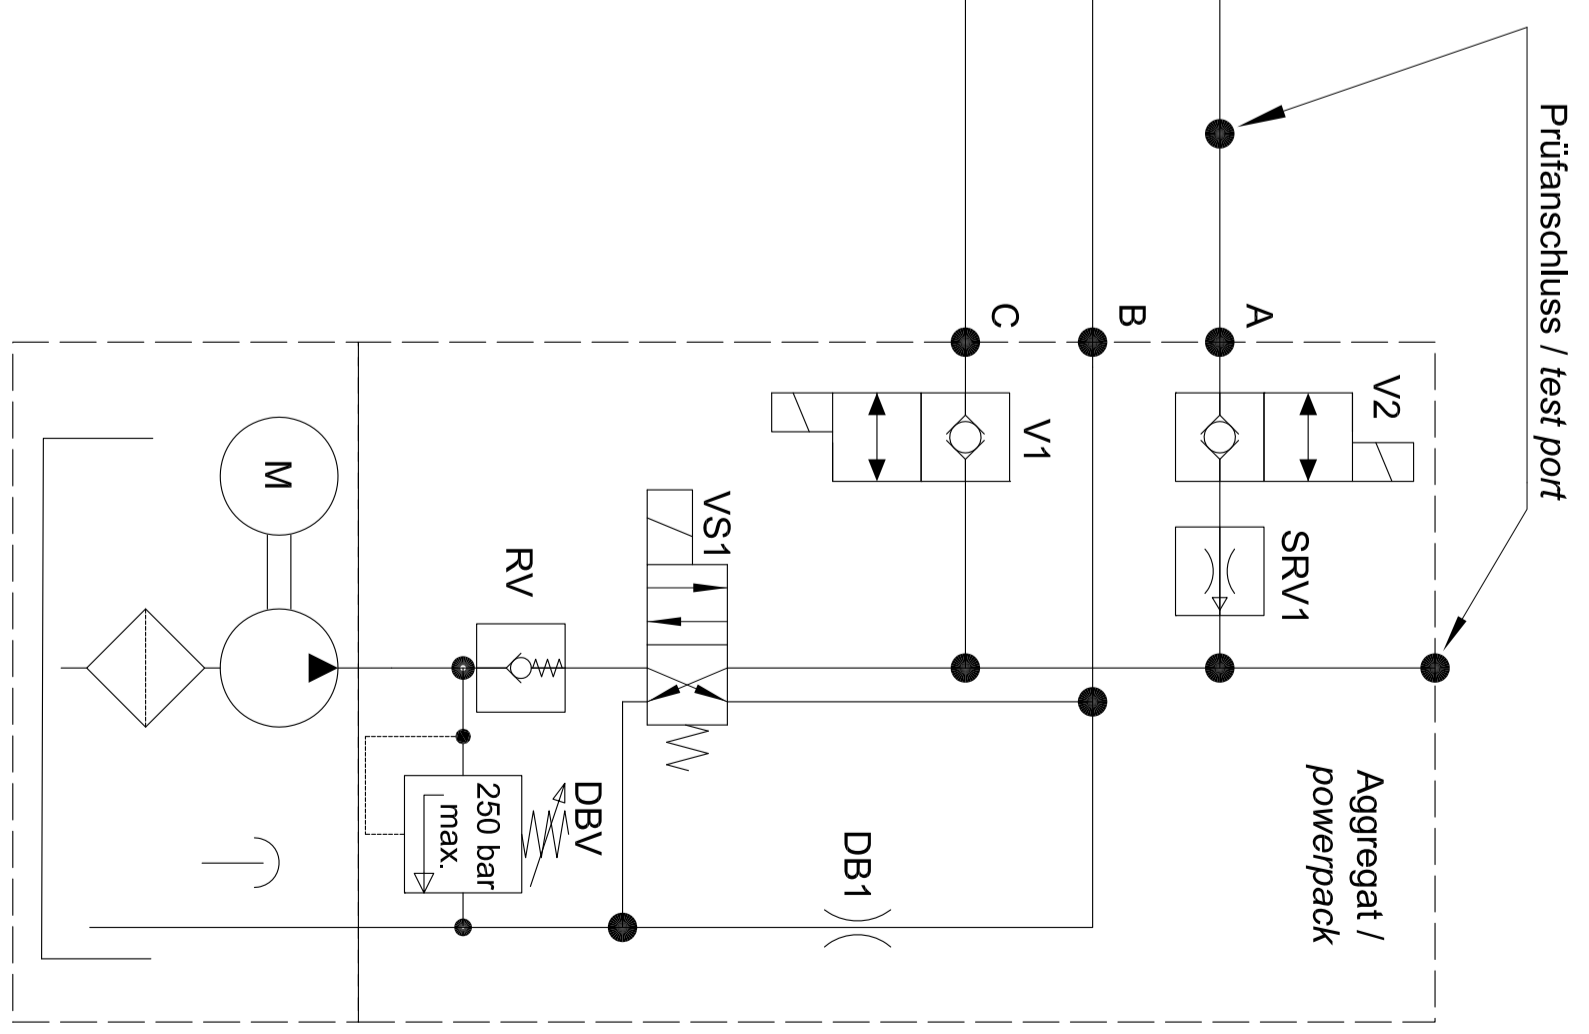 Prüfanschluss / test port
A
B
C
V2
V1
SRV1
VS1
RV
M
DBV
250 bar
max.
DB1
Aggregat /
powerpack